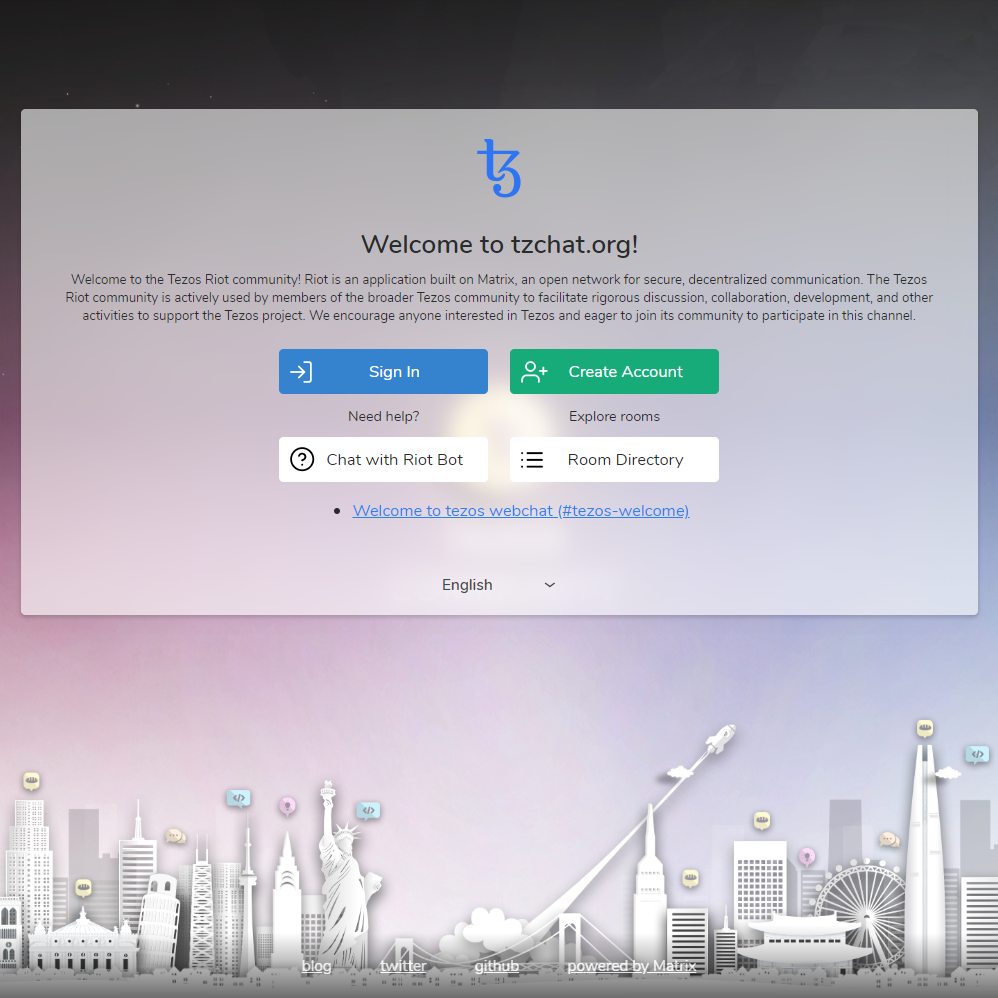 Welcome to tzchat.org!
Welcome to the Tezos Riot community! Riot is an application built on Matrix, an open network for secure, decentralized communication. The Tezos
Riot community is actively used by members of the broader Tezos community to facilitate rigorous discussion, collaboration, development, and other
activities to support the Tezos project. We encourage anyone interested in Tezos and eager to join its community to participate in this channel.
Sign In
Create Account
Need help?
Explore rooms
Chat with Riot Bot
Room Directory
Welcome to tezos webchat (#tezos-welcome)
English
blog twitter github powered by Matrix